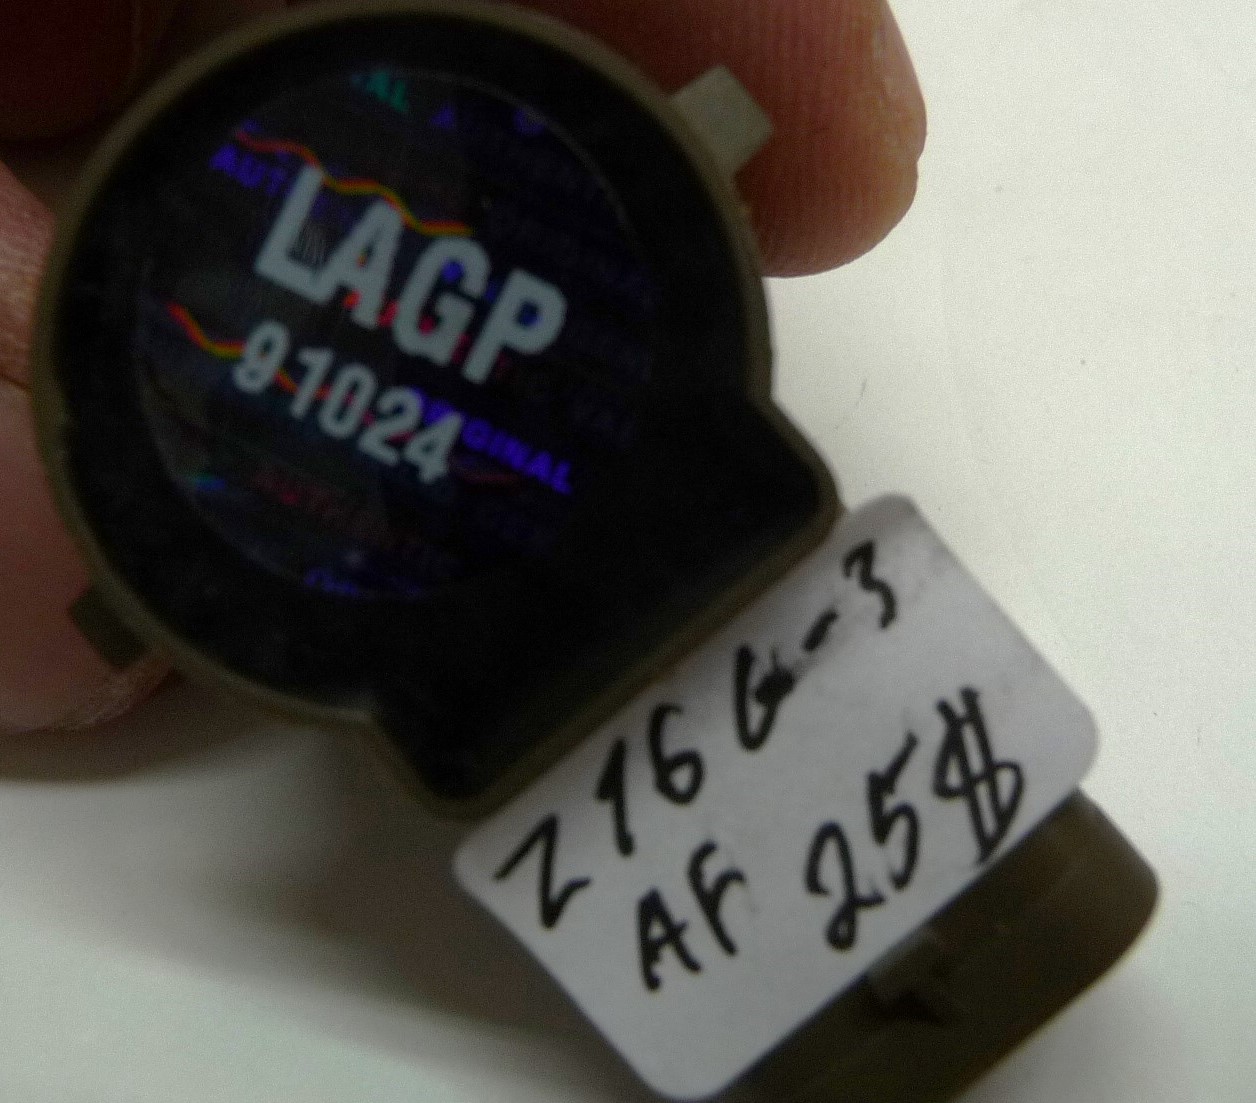 LAGP
91024
ORIGINAL
Z16G-3
AF 25$